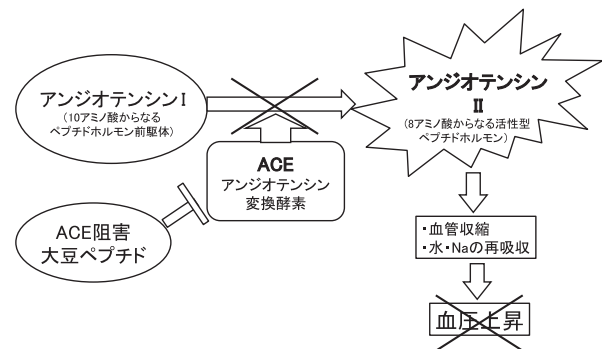 アンジオテンシンⅠ
(10アミノ酸からなる
ペプチドホルモン前駆体)
アンジオテンシン
Ⅱ
(8アミノ酸からなる活性型
ペプチドホルモン)
ACE
アンジオテンシン
変換酵素
ACE阻害
大豆ペプチド
・血管収縮
・水・Naの再吸収
血圧上昇